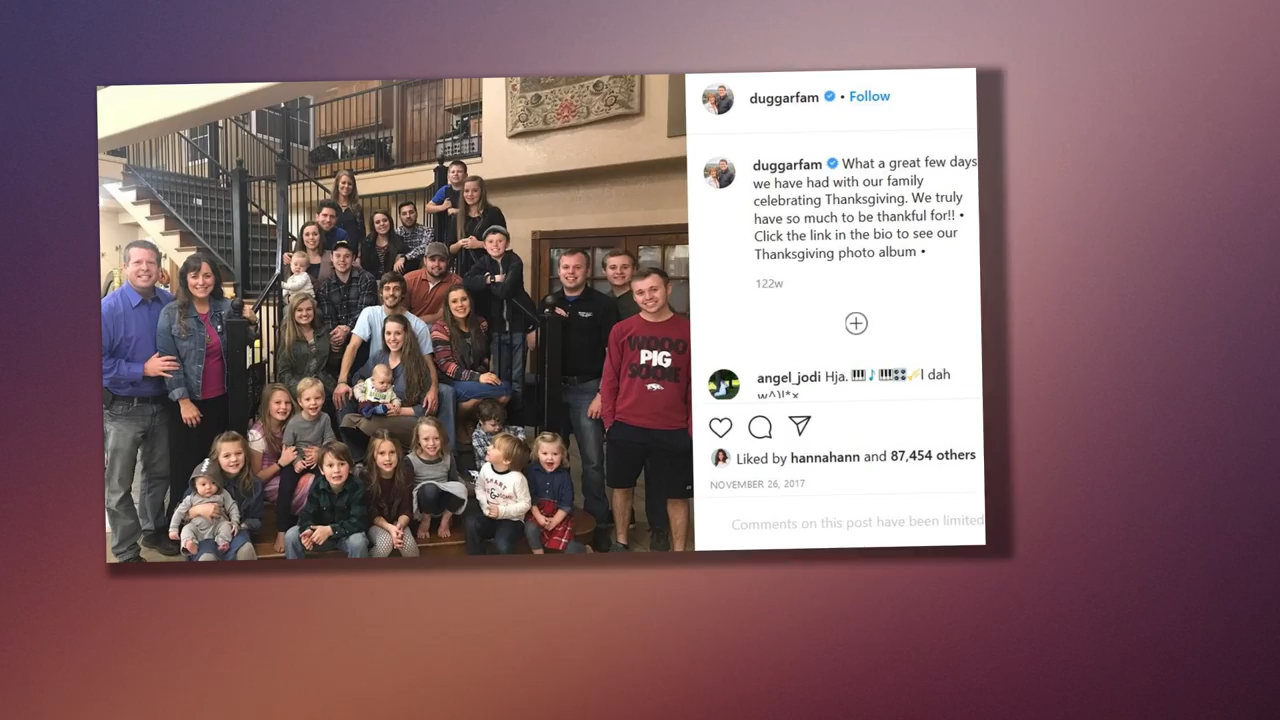 duggarfam • Follow
duggarfam What a great few days
we have had with our family
celebrating Thanksgiving. We truly
have so much to be thankful for!! •
Click the link in the bio to see our
Thanksgiving photo album •
122w
angel_jodi Hja. 🎹🎵🎹🎛🎺I dah
Liked by hannahann and 87,454 others
NOVEMBER 26, 2017
Comments on this post have been limited
WOOO
PIG
SOOIE